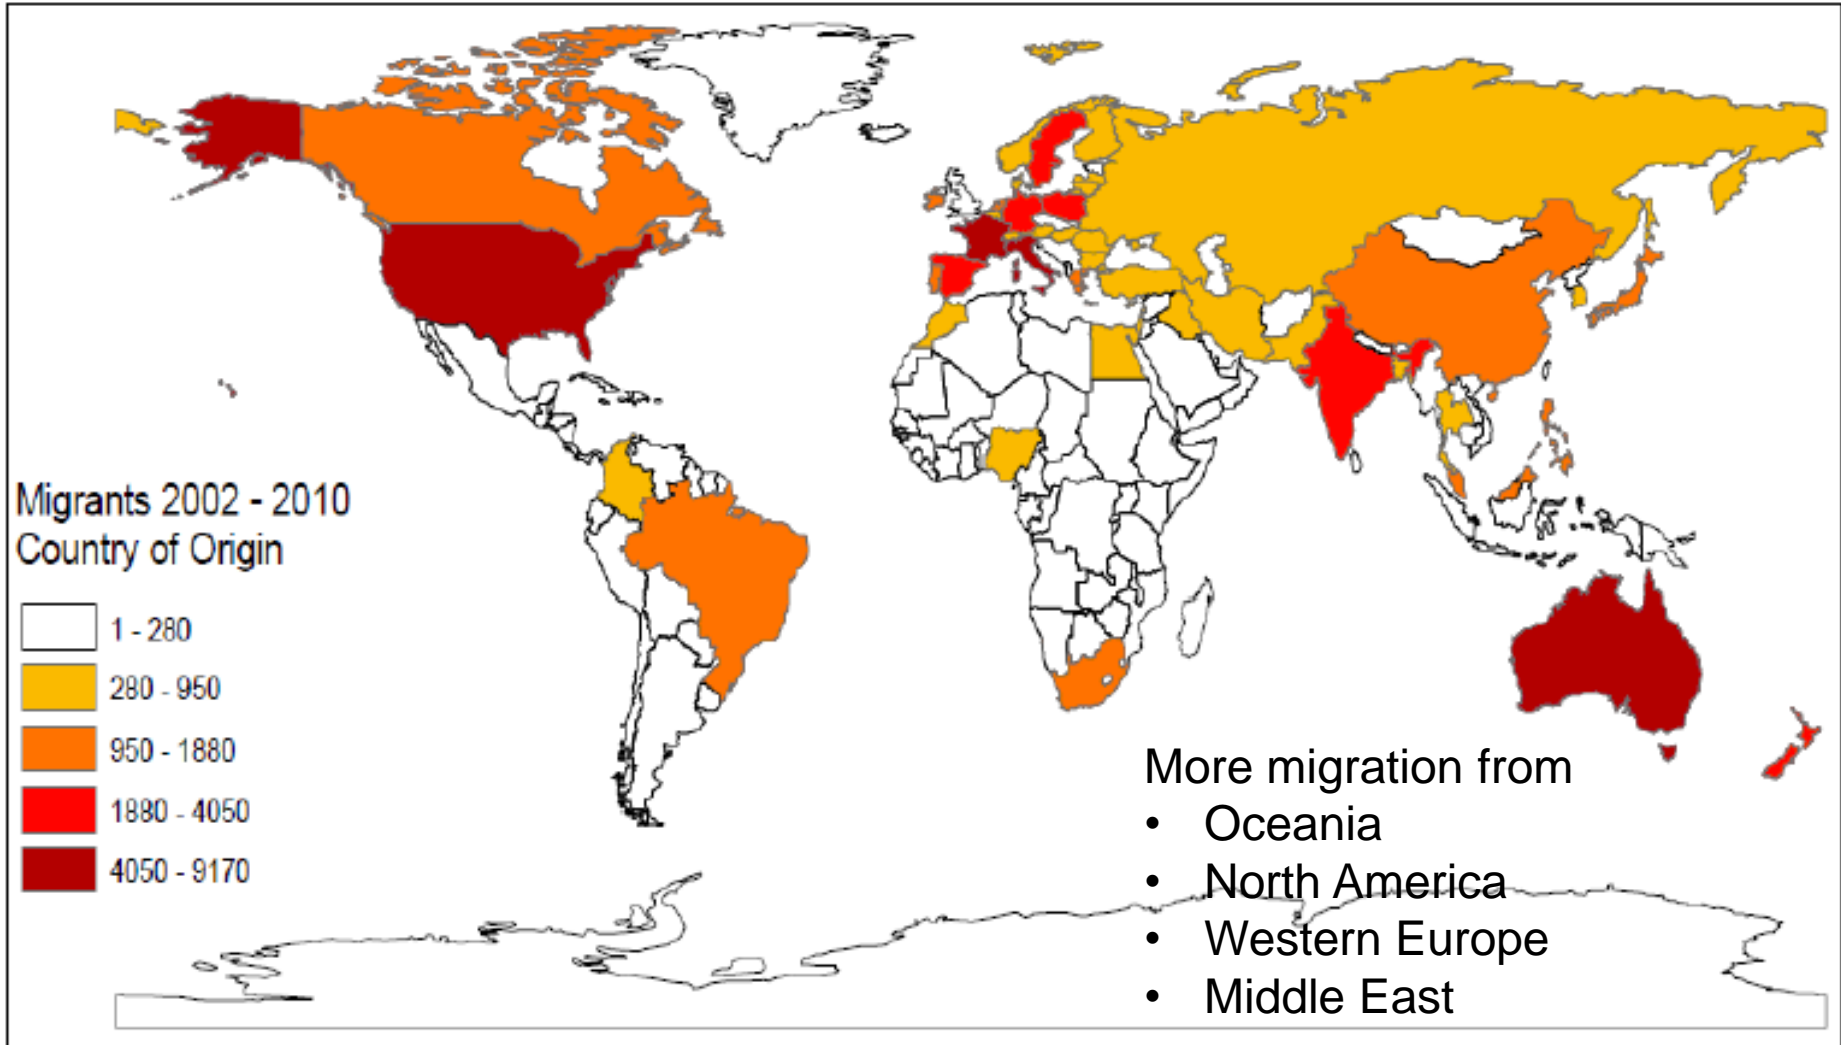 Migrants 2002 - 2010
Country of Origin
1 - 280
280 - 950
950 - 1880
1880 - 4050
4050 - 9170
More migration from
• Oceania
• North America
• Western Europe
• Middle East